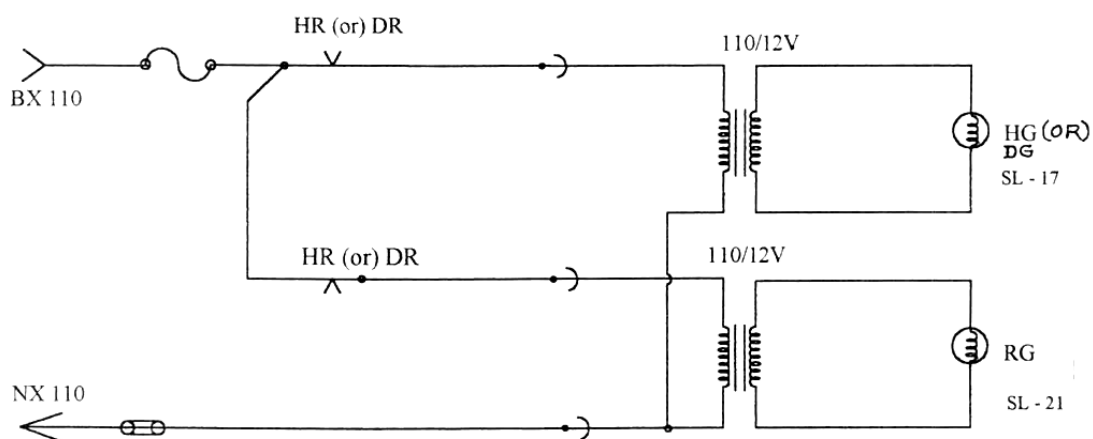 HR (or) DR
110/12V
BX 110
HG (OR)
DG
SL - 17
HR (or) DR
110/12V
RG
NX 110
SL - 21